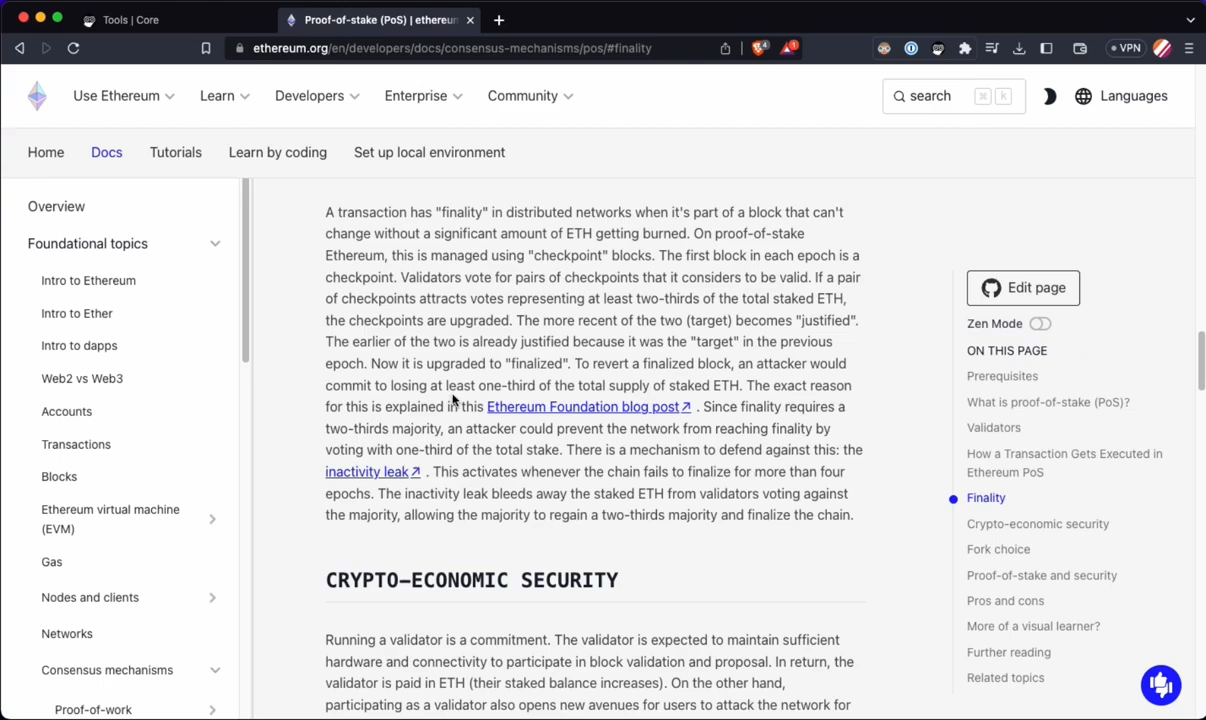 Tools | Core
Proof-of-stake (PoS) | ethereum
ethereum.org/en/developers/docs/consensus-mechanisms/pos/#finality
4
1
VPN
Use Ethereum
Learn
Developers
Enterprise
Community
search
⌘
k
Languages
Home
Docs
Tutorials
Learn by coding
Set up local environment
Overview
Foundational topics
Intro to Ethereum
Intro to Ether
Intro to dapps
Web2 vs Web3
Accounts
Transactions
Blocks
Ethereum virtual machine
(EVM)
Gas
Nodes and clients
Networks
Consensus mechanisms
Proof-of-work
A transaction has "finality" in distributed networks when it's part of a block that can't
change without a significant amount of ETH getting burned. On proof-of-stake
Ethereum, this is managed using "checkpoint" blocks. The first block in each epoch is a
checkpoint. Validators vote for pairs of checkpoints that it considers to be valid. If a pair
of checkpoints attracts votes representing at least two-thirds of the total staked ETH,
the checkpoints are upgraded. The more recent of the two (target) becomes "justified".
The earlier of the two is already justified because it was the "target" in the previous
epoch. Now it is upgraded to "finalized". To revert a finalized block, an attacker would
commit to losing at least one-third of the total supply of staked ETH. The exact reason
for this is explained in this Ethereum Foundation blog post↗ . Since finality requires a
two-thirds majority, an attacker could prevent the network from reaching finality by
voting with one-third of the total stake. There is a mechanism to defend against this: the
inactivity leak↗ . This activates whenever the chain fails to finalize for more than four
epochs. The inactivity leak bleeds away the staked ETH from validators voting against
the majority, allowing the majority to regain a two-thirds majority and finalize the chain.
CRYPTO-ECONOMIC SECURITY
Running a validator is a commitment. The validator is expected to maintain sufficient
hardware and connectivity to participate in block validation and proposal. In return, the
validator is paid in ETH (their staked balance increases). On the other hand,
participating as a validator also opens new avenues for users to attack the network for
Edit page
Zen Mode
ON THIS PAGE
Prerequisites
What is proof-of-stake (PoS)?
Validators
How a Transaction Gets Executed in
Ethereum PoS
Finality
Crypto-economic security
Fork choice
Proof-of-stake and security
Pros and cons
More of a visual learner?
Further reading
Related topics